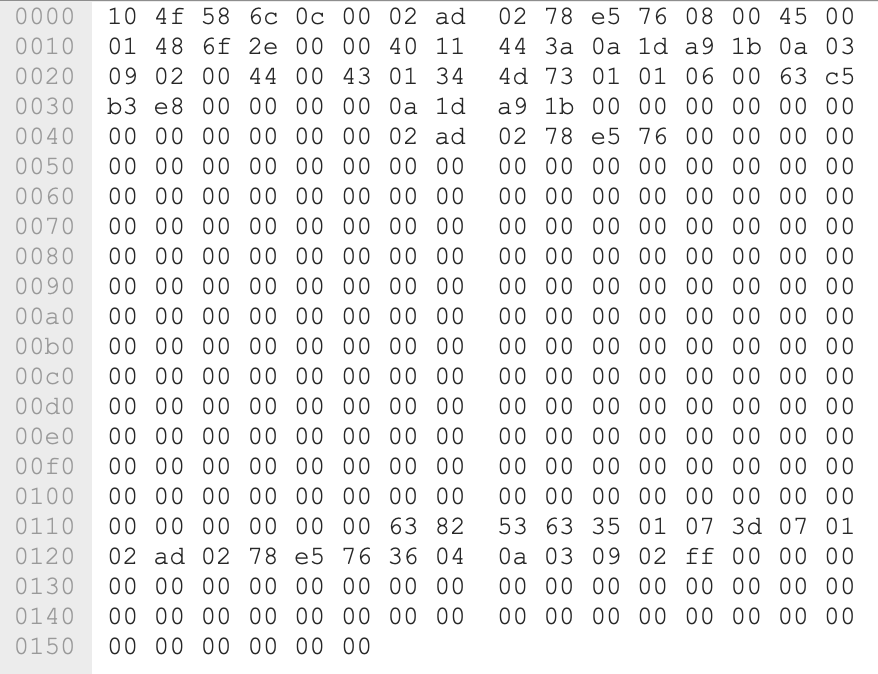 0000 10 4f 58 6c 0c 00 02 ad 02 78 e5 76 08 00 45 00
0010 01 48 6f 2e 00 00 40 11 44 3a 0a 1d a9 1b 0a 03
0020 09 02 00 44 00 43 01 34 4d 73 01 01 06 00 63 c5
0030 b3 e8 00 00 00 00 0a 1d a9 1b 00 00 00 00 00 00
0040 00 00 00 00 00 00 02 ad 02 78 e5 76 00 00 00 00
0050 00 00 00 00 00 00 00 00 00 00 00 00 00 00 00 00
0060 00 00 00 00 00 00 00 00 00 00 00 00 00 00 00 00
0070 00 00 00 00 00 00 00 00 00 00 00 00 00 00 00 00
0080 00 00 00 00 00 00 00 00 00 00 00 00 00 00 00 00
0090 00 00 00 00 00 00 00 00 00 00 00 00 00 00 00 00
00a0 00 00 00 00 00 00 00 00 00 00 00 00 00 00 00 00
00b0 00 00 00 00 00 00 00 00 00 00 00 00 00 00 00 00
00c0 00 00 00 00 00 00 00 00 00 00 00 00 00 00 00 00
00d0 00 00 00 00 00 00 00 00 00 00 00 00 00 00 00 00
00e0 00 00 00 00 00 00 00 00 00 00 00 00 00 00 00 00
00f0 00 00 00 00 00 00 00 00 00 00 00 00 00 00 00 00
0100 00 00 00 00 00 00 00 00 00 00 00 00 00 00 00 00
0110 00 00 00 00 00 00 63 82 53 63 35 01 07 3d 07 01
0120 02 ad 02 78 e5 76 36 04 0a 03 09 02 ff 00 00 00
0130 00 00 00 00 00 00 00 00 00 00 00 00 00 00 00 00
0140 00 00 00 00 00 00 00 00 00 00 00 00 00 00 00 00
0150 00 00 00 00 00 00